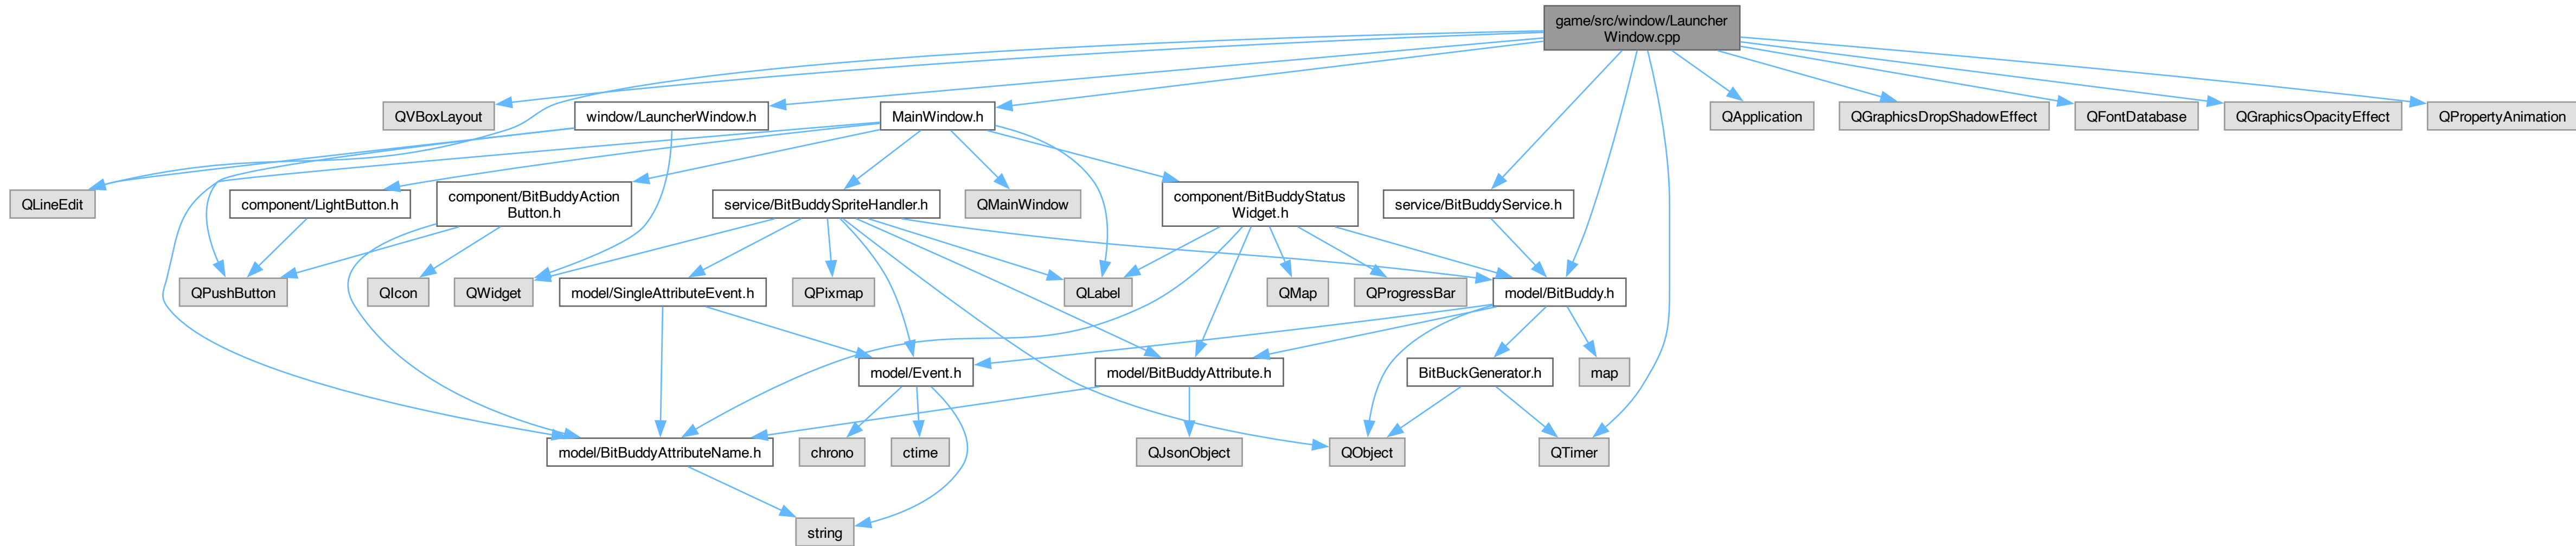 game/src/window/Launcher
Window.cpp
QVBoxLayout
window/LauncherWindow.h
MainWindow.h
QApplication
QGraphicsDropShadowEffect
QFontDatabase
QGraphicsOpacityEffect
QPropertyAnimation
QLineEdit
component/LightButton.h
component/BitBuddyAction
Button.h
service/BitBuddySpriteHandler.h
QMainWindow
component/BitBuddyStatus
Widget.h
service/BitBuddyService.h
QPushButton
QIcon
QWidget
model/SingleAttributeEvent.h
QPixmap
QLabel
QMap
QProgressBar
model/BitBuddy.h
model/Event.h
model/BitBuddyAttribute.h
BitBuckGenerator.h
map
model/BitBuddyAttributeName.h
chrono
ctime
QJsonObject
QObject
QTimer
string